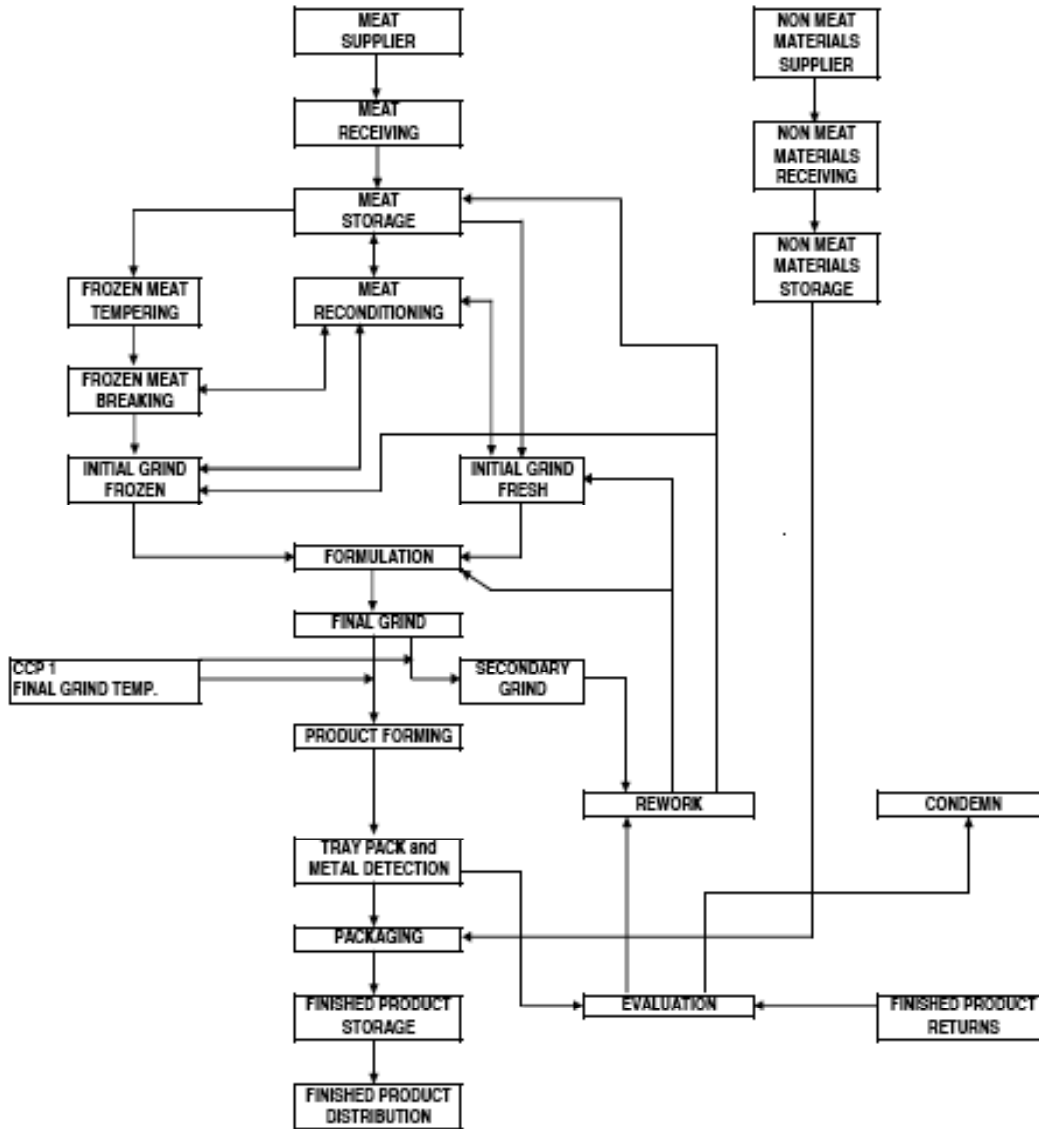 MEAT
SUPPLIER
NON MEAT
MATERIALS
SUPPLIER
MEAT
RECEIVING
NON MEAT
MATERIALS
RECEIVING
MEAT
STORAGE
NON MEAT
MATERIALS
STORAGE
FROZEN MEAT
TEMPERING
MEAT
RECONDITIONING
FROZEN MEAT
BREAKING
INITIAL GRIND
FROZEN
INITIAL GRIND
FRESH
FORMULATION
FINAL GRIND
CCP 1
FINAL GRIND TEMP.
SECONDARY
GRIND
PRODUCT FORMING
REWORK
CONDEMN
TRAY PACK and
METAL DETECTION
PACKAGING
FINISHED PRODUCT
STORAGE
EVALUATION
FINISHED PRODUCT
RETURNS
FINISHED PRODUCT
DISTRIBUTION